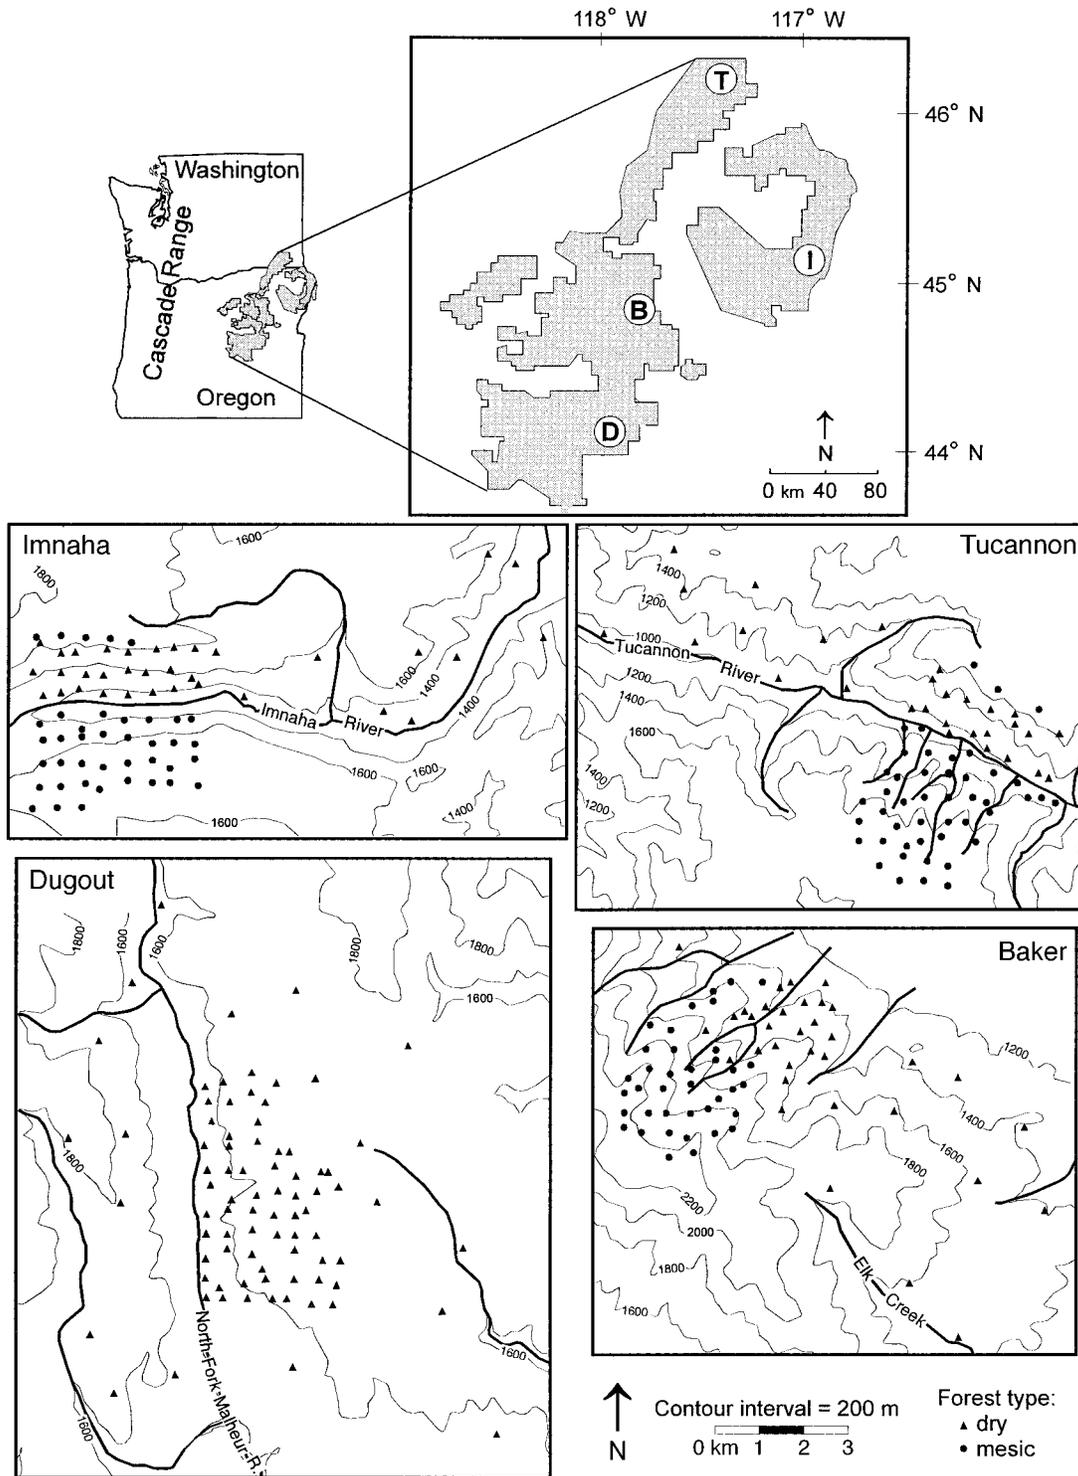 118° W 117° W
46° N
45° N
44° N
Washington
Cascade Range
Oregon
T
I
B
D
N
0 km 40 80
Imnaha
1600
1800
1600
1400
1400
Imnaha River
1600
1600
1400
1600
Tucannon
1400
1200
1000
Tucannon River
1200
1400
1600
1400
1200
Dugout
1800
1600
1600
1800
1800
1600
1800
1600
1600
North Fork Malheur R.
Baker
1200
1400
1600
1800
2200
2000
1800
1600
Elk Creek
N
Contour interval = 200 m
0 km 1 2 3
Forest type:
dry
mesic